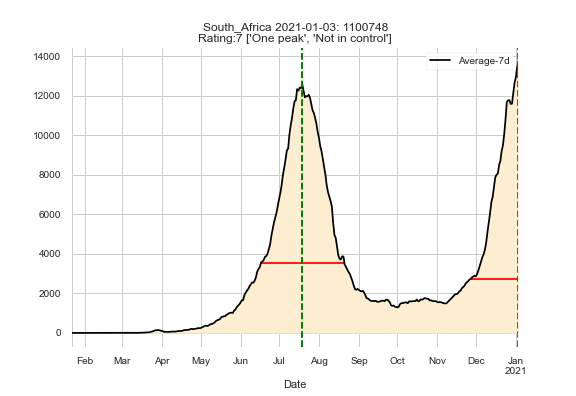 South_Africa 2021-01-03: 1100748
Rating:7 ['One peak', 'Not in control']
Average-7d
14000
12000
10000
8000
6000
4000
2000
0
Feb Mar Apr May Jun Jul Aug Sep Oct Nov Dec Jan
2021
Date